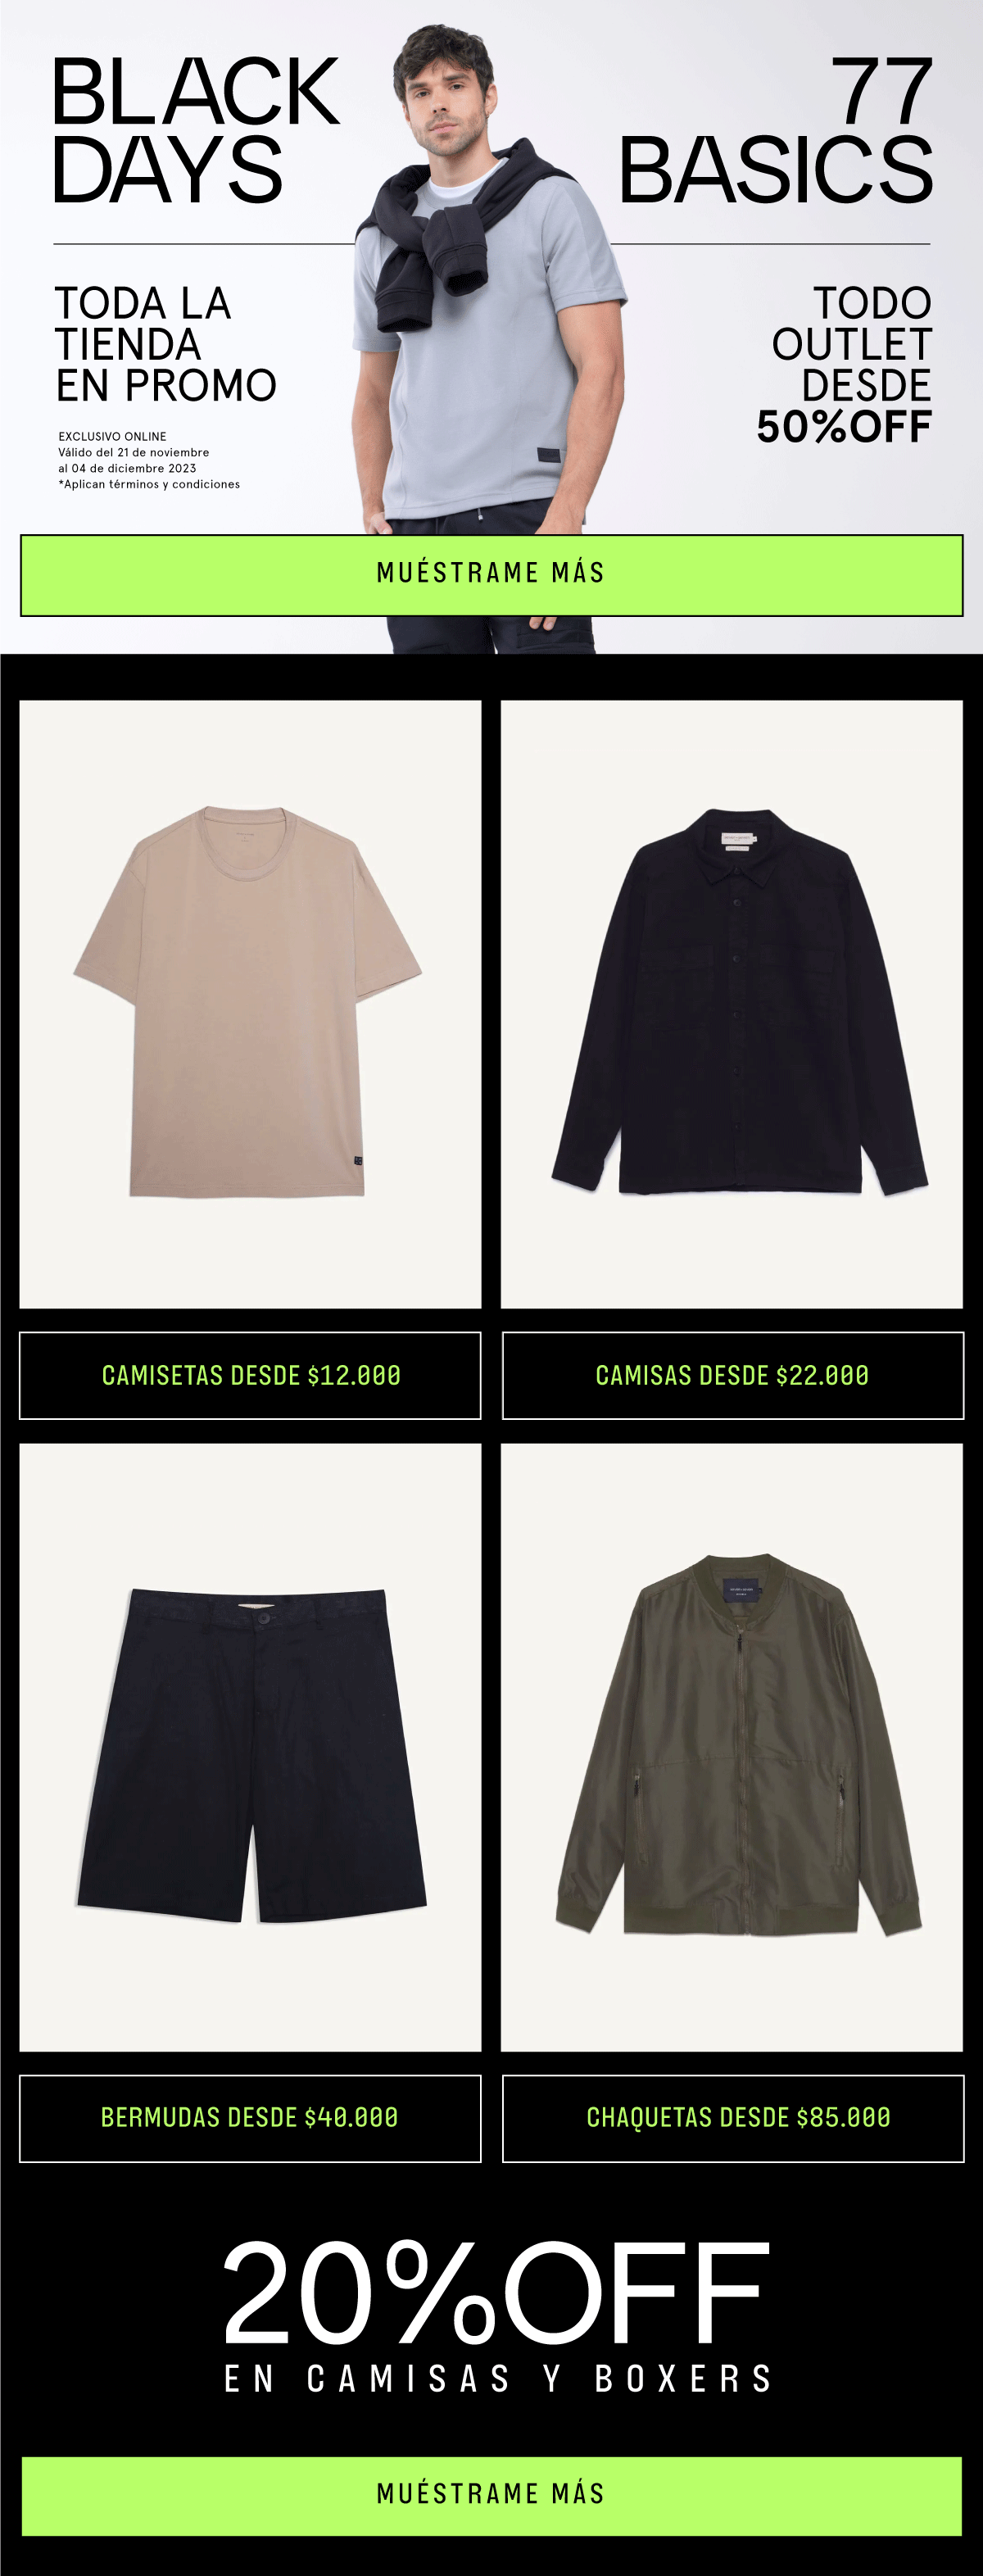 BLACK
DAYS
77
BASICS
TODA LA
TIENDA
EN PROMO
EXCLUSIVO ONLINE
Válido del 21 de noviembre
al 04 de diciembre 2023
*Aplican términos y condiciones
TODO
OUTLET
DESDE
50%OFF
MUÉSTRAME MÁS
CAMISETAS DESDE $12.000
CAMISAS DESDE $22.000
BERMUDAS DESDE $40.000
CHAQUETAS DESDE $85.000
20%OFF
EN CAMISAS Y BOXERS
MUÉSTRAME MÁS